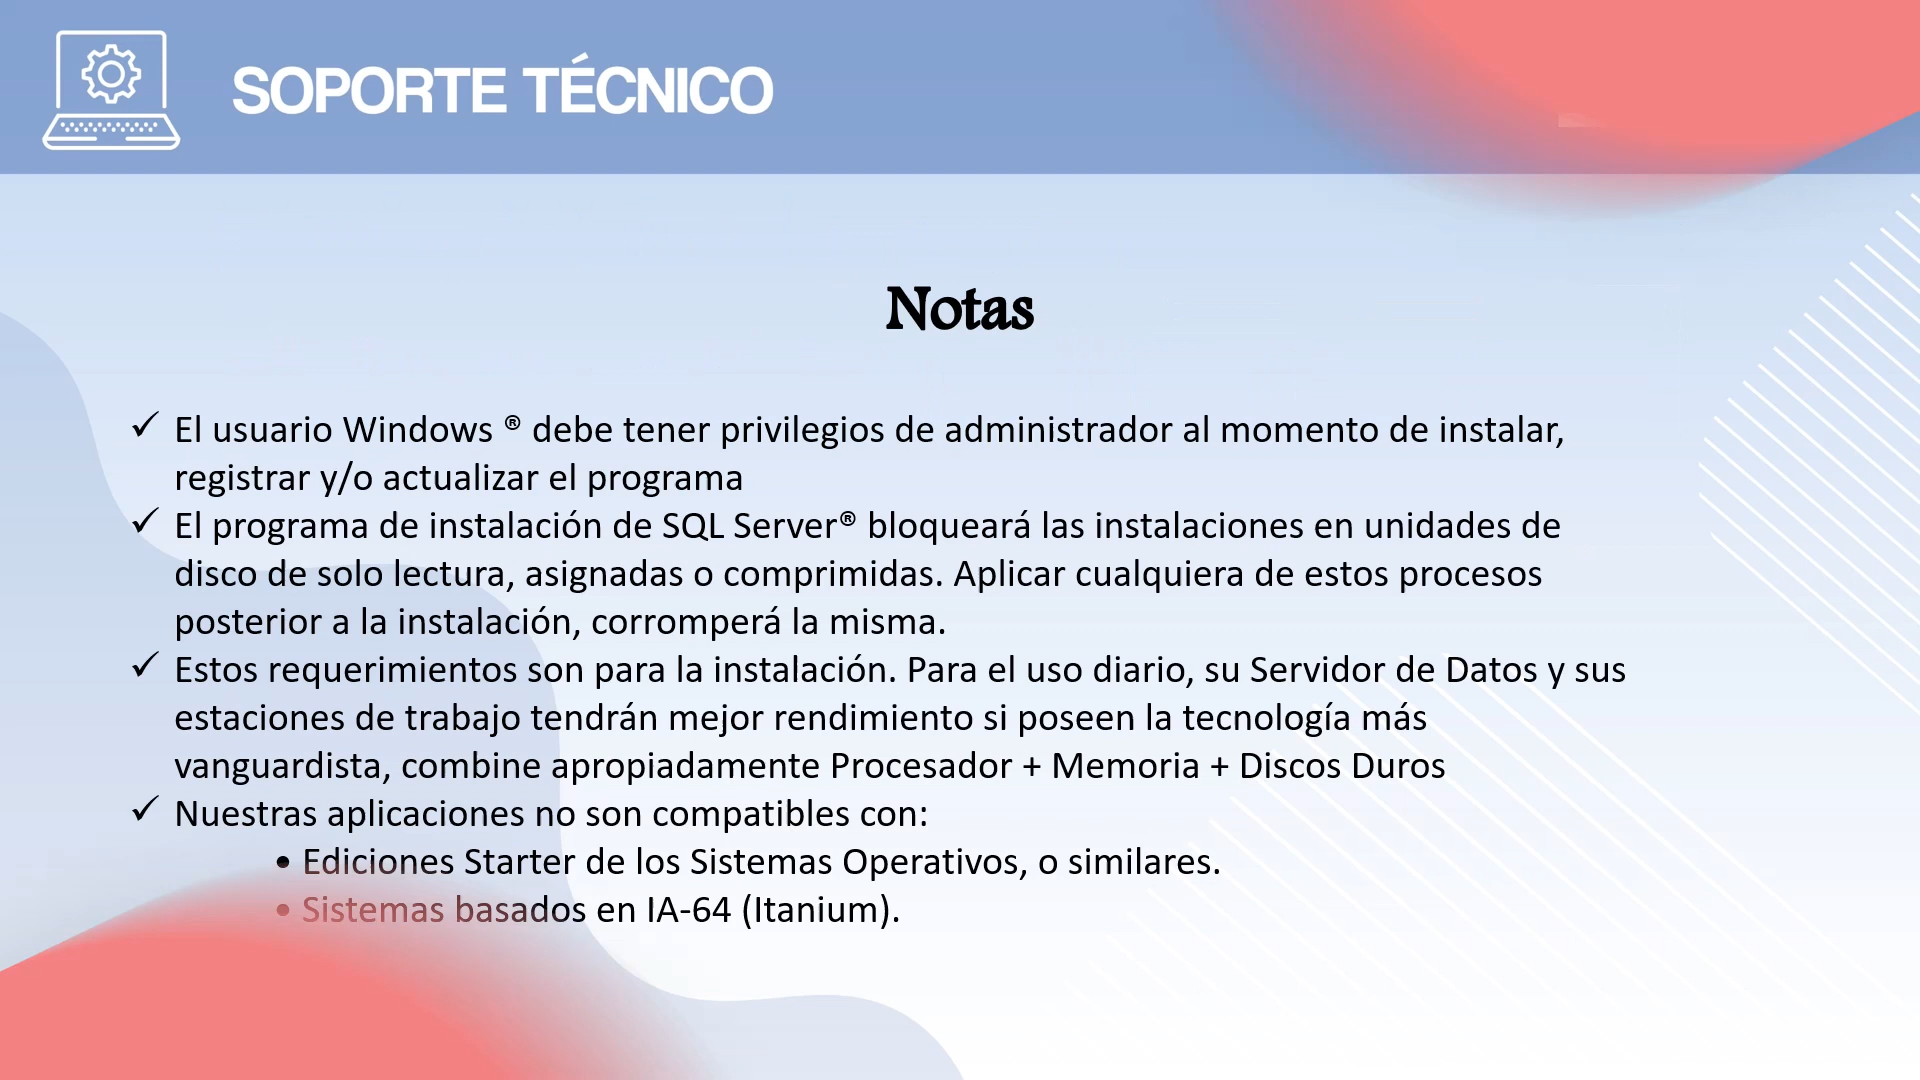 SOPORTE TÉCNICO
Notas
✓ El usuario Windows ® debe tener privilegios de administrador al momento de instalar,
registrar y/o actualizar el programa
✓ El programa de instalación de SQL Server® bloqueará las instalaciones en unidades de
disco de solo lectura, asignadas o comprimidas. Aplicar cualquiera de estos procesos
posterior a la instalación, corromperá la misma.
✓ Estos requerimientos son para la instalación. Para el uso diario, su Servidor de Datos y sus
estaciones de trabajo tendrán mejor rendimiento si poseen la tecnología más
vanguardista, combine apropiadamente Procesador + Memoria + Discos Duros
✓ Nuestras aplicaciones no son compatibles con:
• Ediciones Starter de los Sistemas Operativos, o similares.
• Sistemas basados en IA-64 (Itanium).